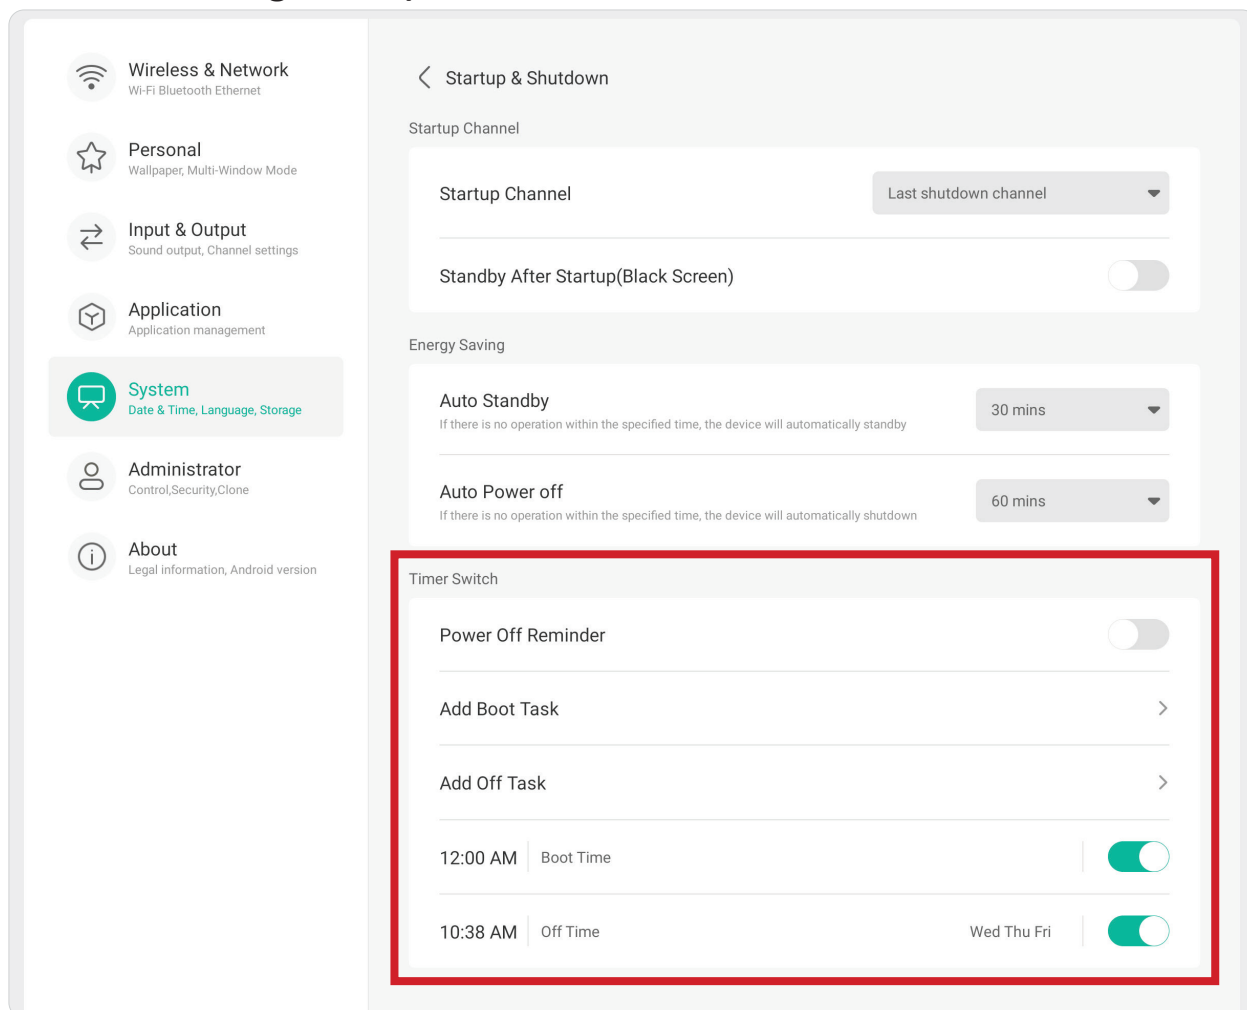 Wireless & Network
Wi-Fi Bluetooth Ethernet
Personal
Wallpaper, Multi-Window Mode
Input & Output
Sound output, Channel settings
Application
Application management
System
Date & Time, Language, Storage
Administrator
Control,Security,Clone
About
Legal information, Android version
Startup & Shutdown
Startup Channel
Startup Channel
Last shutdown channel
Standby After Startup(Black Screen)
Energy Saving
Auto Standby
If there is no operation within the specified time, the device will automatically standby
30 mins
Auto Power off
If there is no operation within the specified time, the device will automatically shutdown
60 mins
Timer Switch
Power Off Reminder
Add Boot Task
Add Off Task
12:00 AM Boot Time
10:38 AM Off Time Wed Thu Fri